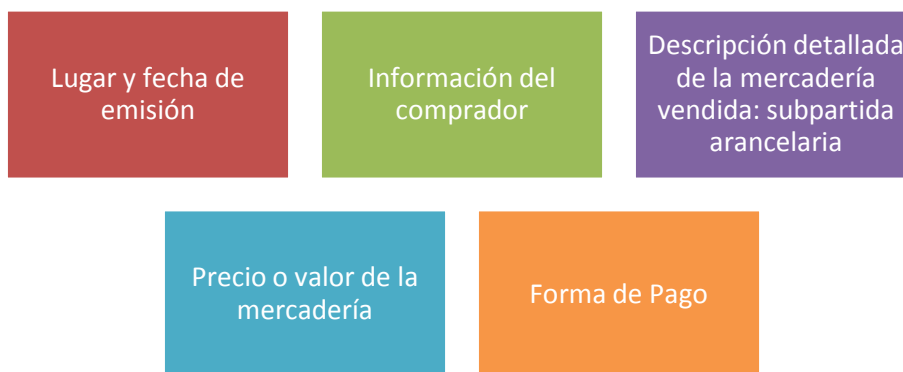 Lugar y fecha de
emisión
Información del
comprador
Descripción detallada
de la mercadería
vendida: subpartida
arancelaria
Precio o valor de la
mercadería
Forma de Pago